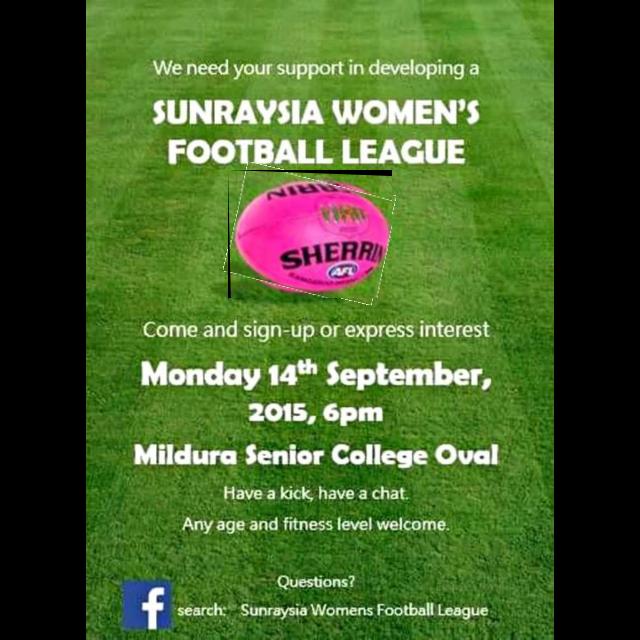 We need your support in developing a
SUNRAYSIA WOMEN'S
FOOTBALL LEAGUE
SHERRIN
AFL
Come and sign-up or express interest
Monday 14th September,
2015, 6pm
Mildura Senior College Oval
Have a kick, have a chat.
Any age and fitness level welcome.
Questions?
f search: Sunraysia Womens Football League